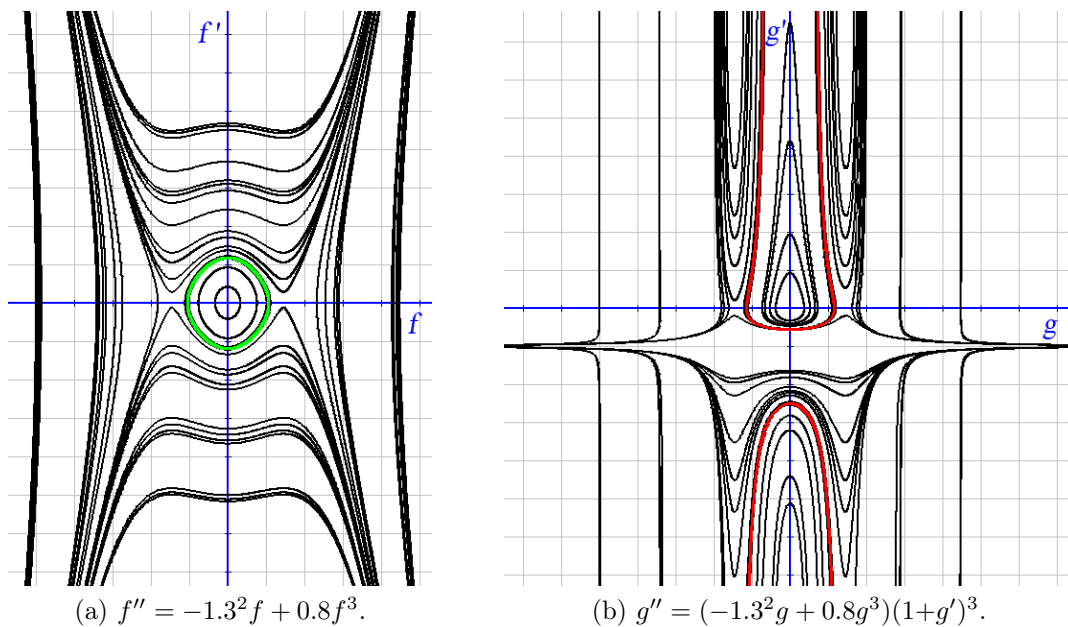 f'
g'
f
g
(a) f'' = −1.3²f + 0.8f³.
(b) g'' = (−1.3²g + 0.8g³)(1+g')³.